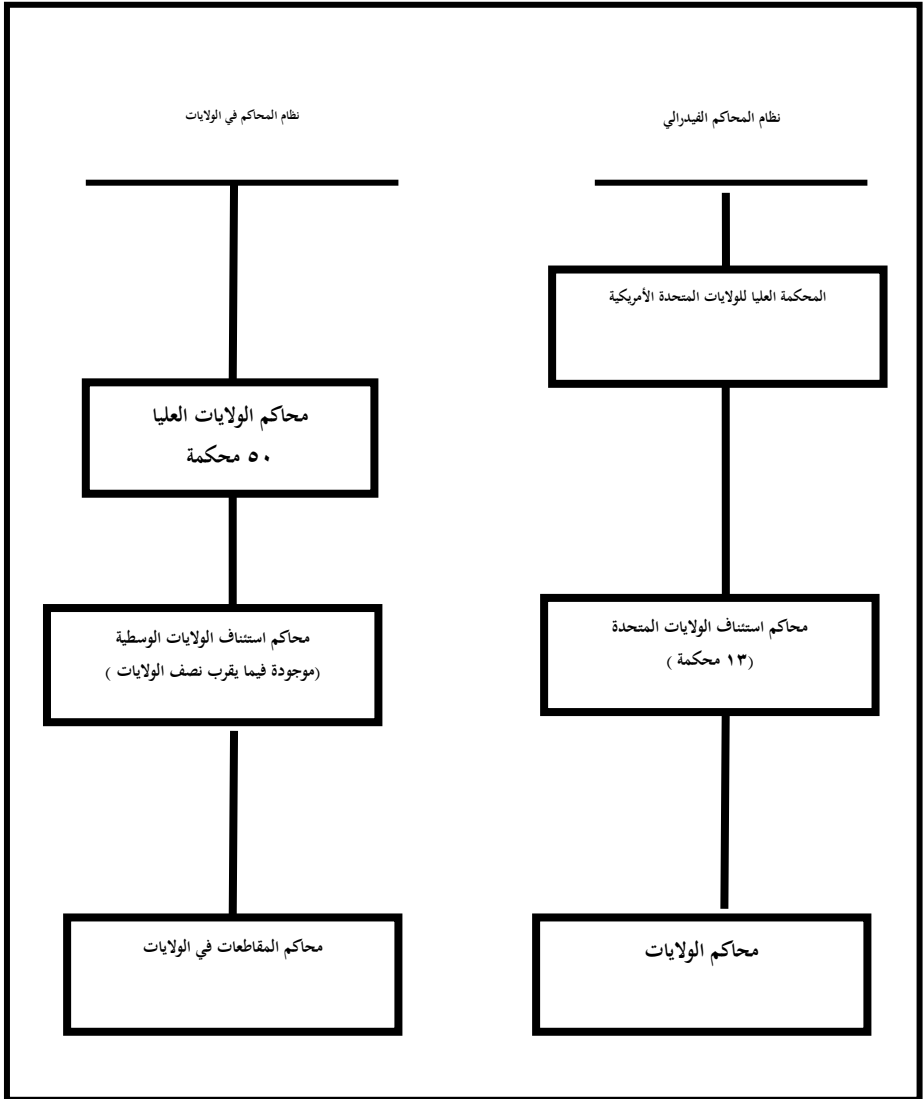 نظام المحاكم الفيدرالي
المحكمة العليا للولايات المتحدة الأمريكية
محاكم استئناف الولايات المتحدة
(١٣ محكمة )
محاكم الولايات
نظام المحاكم في الولايات
محاكم الولايات العليا
٥٠ محكمة
محاكم استئناف الولايات الوسطية
(موجودة فيما يقرب نصف الولايات )
محاكم المقاطعات في الولايات